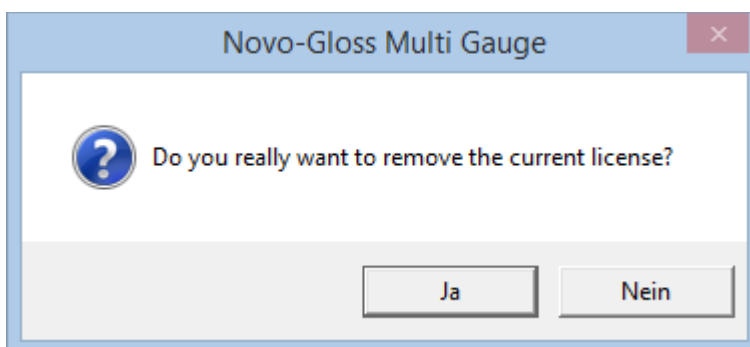 Novo-Gloss Multi Gauge
Do you really want to remove the current license?
Ja
Nein